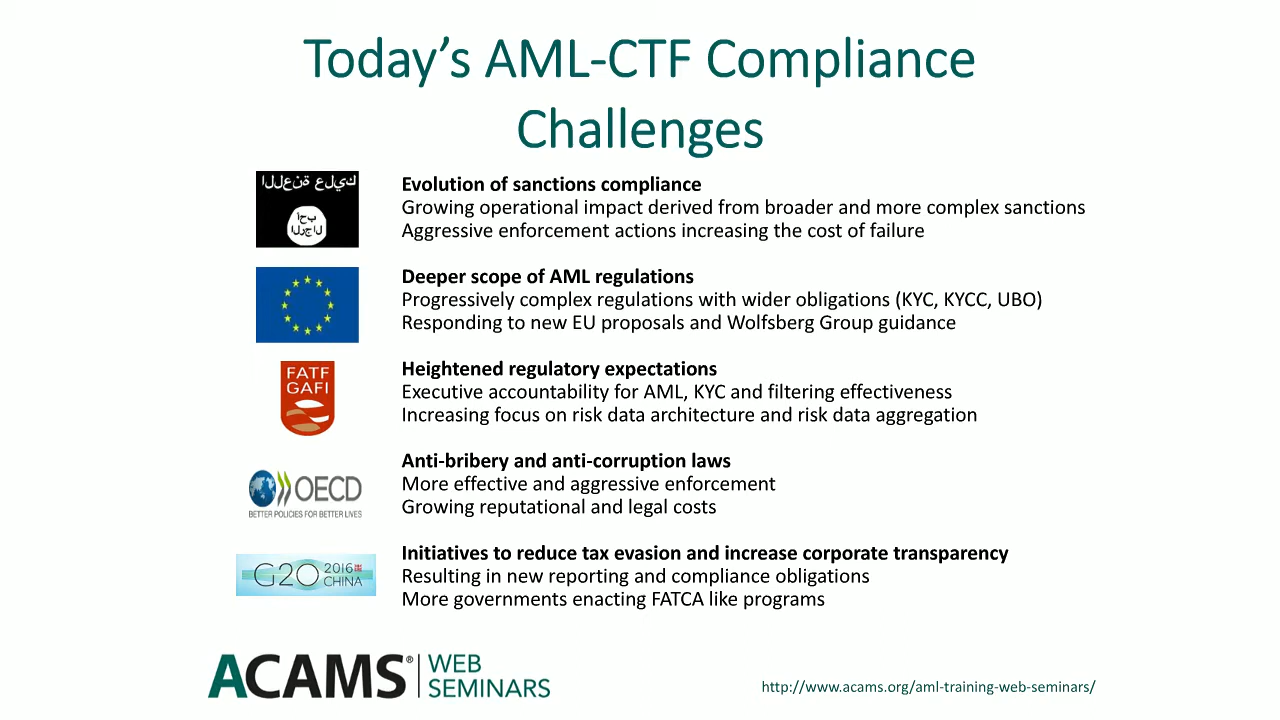 Today’s AML-CTF Compliance
Challenges
اللعنة عليك
أحب
الرجال
Evolution of sanctions compliance
Growing operational impact derived from broader and more complex sanctions
Aggressive enforcement actions increasing the cost of failure
Deeper scope of AML regulations
Progressively complex regulations with wider obligations (KYC, KYCC, UBO)
Responding to new EU proposals and Wolfsberg Group guidance
FATF
GAFI
Heightened regulatory expectations
Executive accountability for AML, KYC and filtering effectiveness
Increasing focus on risk data architecture and risk data aggregation
OECD
BETTER POLICIES FOR BETTER LIVES
Anti-bribery and anti-corruption laws
More effective and aggressive enforcement
Growing reputational and legal costs
G20 2016
CHINA
Initiatives to reduce tax evasion and increase corporate transparency
Resulting in new reporting and compliance obligations
More governments enacting FATCA like programs
ACAMS® WEB
SEMINARS
http://www.acams.org/aml-training-web-seminars/